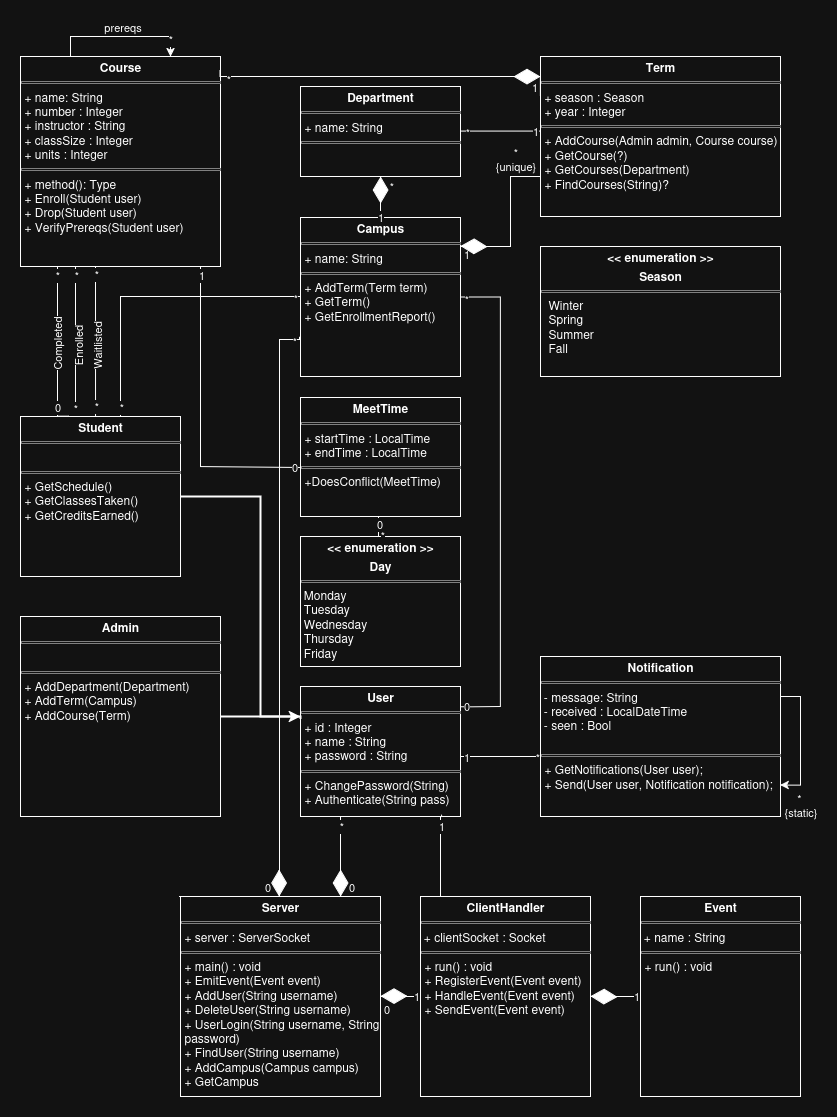 prereqs
*
Course
+ name: String
+ number : Integer
+ instructor : String
+ classSize : Integer
+ units : Integer
+ method(): Type
+ Enroll(Student user)
+ Drop(Student user)
+ VerifyPrereqs(Student user)
*
1
Term
+ season : Season
+ year : Integer
+ AddCourse(Admin admin, Course course)
+ GetCourse(?)
+ GetCourses(Department)
+ FindCourses(String)?
Department
+ name: String
*
1
*
{unique}
*
1
Campus
+ name: String
+ AddTerm(Term term)
+ GetTerm()
+ GetEnrollmentReport()
1
*
*
*
<< enumeration >>
Season
Winter
Spring
Summer
Fall
*
*
*
1
Completed
Enrolled
Waitlisted
0
*
*
*
Student
+ GetSchedule()
+ GetClassesTaken()
+ GetCreditsEarned()
MeetTime
+ startTime : LocalTime
+ endTime : LocalTime
+DoesConflict(MeetTime)
0
0
*
<< enumeration >>
Day
Monday
Tuesday
Wednesday
Thursday
Friday
Admin
+ AddDepartment(Department)
+ AddTerm(Campus)
+ AddCourse(Term)
User
+ id : Integer
+ name : String
+ password : String
+ ChangePassword(String)
+ Authenticate(String pass)
0
1
*
Notification
- message: String
- received : LocalDateTime
- seen : Bool
+ GetNotifications(User user);
+ Send(User user, Notification notification);
*
{static}
*
1
0
0
Server
+ server : ServerSocket
+ main() : void
+ EmitEvent(Event event)
+ AddUser(String username)
+ DeleteUser(String username)
+ UserLogin(String username, String
password)
+ FindUser(String username)
+ AddCampus(Campus campus)
+ GetCampus
0
1
ClientHandler
+ clientSocket : Socket
+ run() : void
+ RegisterEvent(Event event)
+ HandleEvent(Event event)
+ SendEvent(Event event)
1
Event
+ name : String
+ run() : void